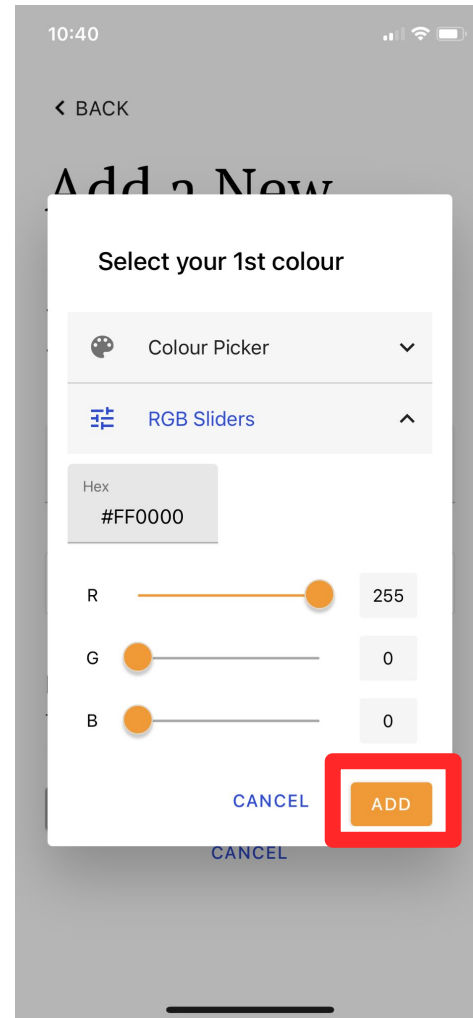 10:40
BACK
Add a New
Select your 1st colour
Colour Picker
RGB Sliders
Hex
#FF0000
R 255
G 0
B 0
CANCEL ADD
CANCEL